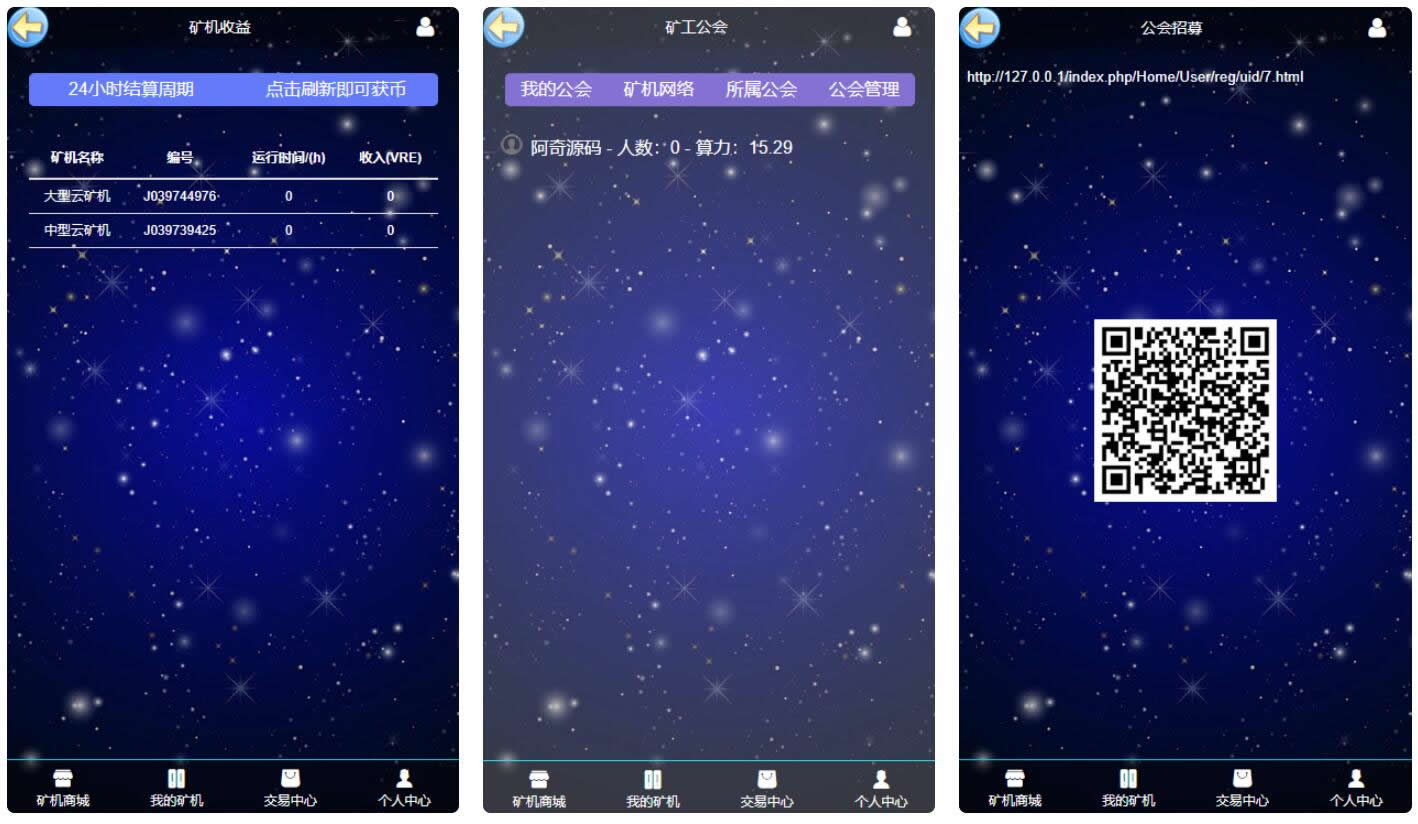 矿机收益
24小时结算周期 点击刷新即可获币
矿机名称 编号 运行时间/(h) 收入(VRE)
大型云矿机 J039744976 0 0
中型云矿机 J039739425 0 0
矿机商城 我的矿机 交易中心 个人中心
矿工公会
我的公会 矿机网络 所属公会 公会管理
阿奇源码 - 人数：0 - 算力：15.29
矿机商城 我的矿机 交易中心 个人中心
公会招募
http://127.0.0.1/index.php/Home/User/reg/uid/7.html
矿机商城 我的矿机 交易中心 个人中心